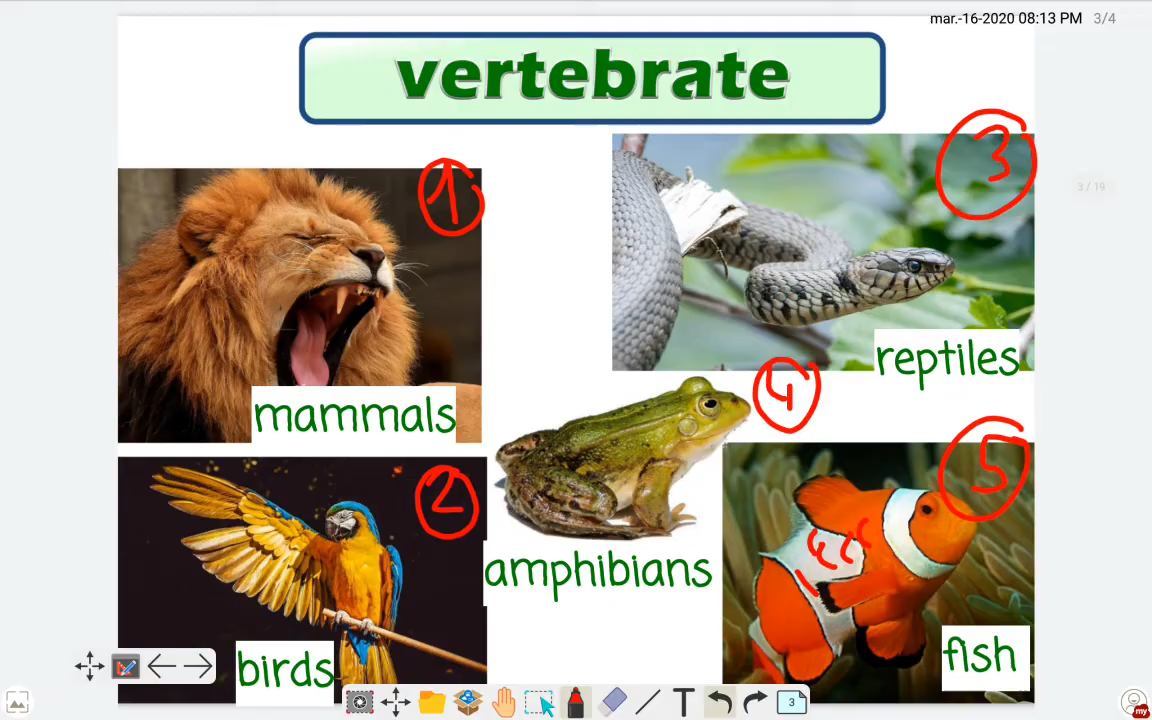 mar.-16-2020 08:13 PM 3/4
vertebrate
3
3 / 19
1
reptiles
4
mammals
5
2
amphibians
fish
birds
3
my